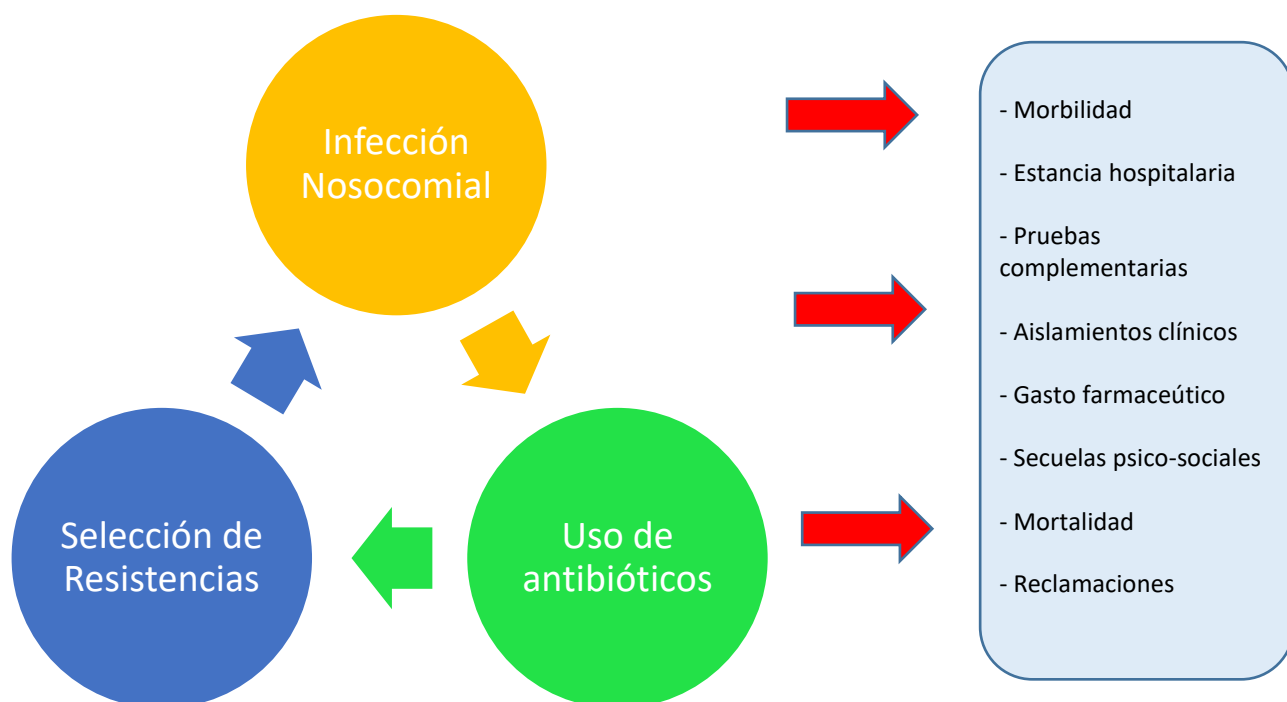 Infección
Nosocomial
Selección de
Resistencias
Uso de
antibióticos
- Morbilidad
- Estancia hospitalaria
- Pruebas
complementarias
- Aislamientos clínicos
- Gasto farmaceútico
- Secuelas psico-sociales
- Mortalidad
- Reclamaciones